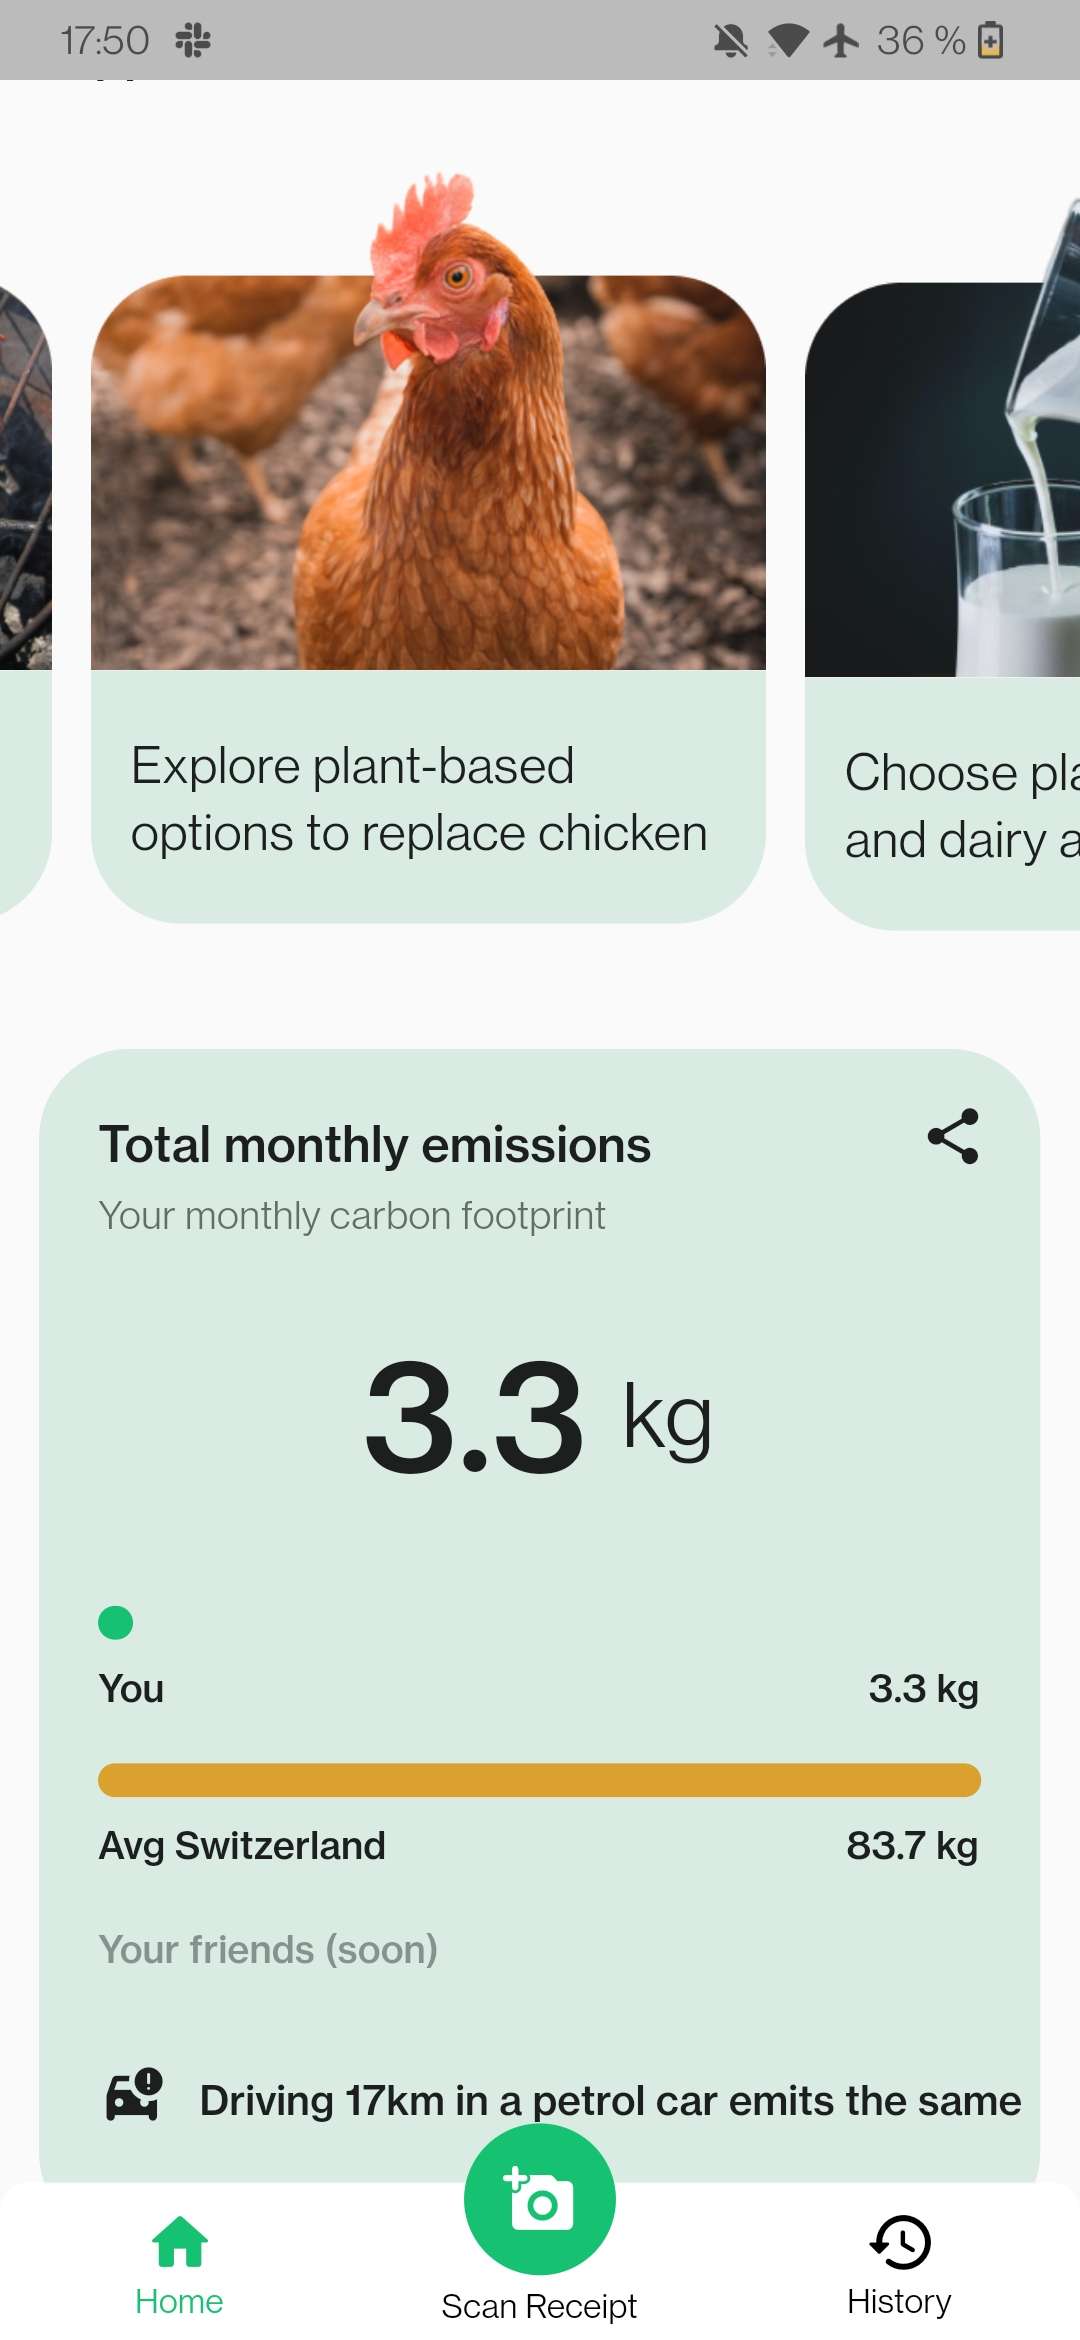 17:50
36 %
Explore plant-based
options to replace chicken
Choose
and dairy
Total monthly emissions
Your monthly carbon footprint
3.3 kg
You 3.3 kg
Avg Switzerland 83.7 kg
Your friends (soon)
Driving 17km in a petrol car emits the same
Home
Scan Receipt
History